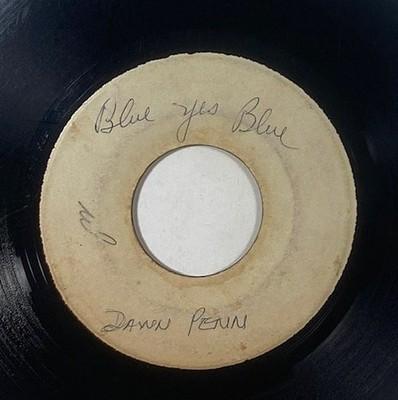 Blue Yes Blue
DAWN PENN